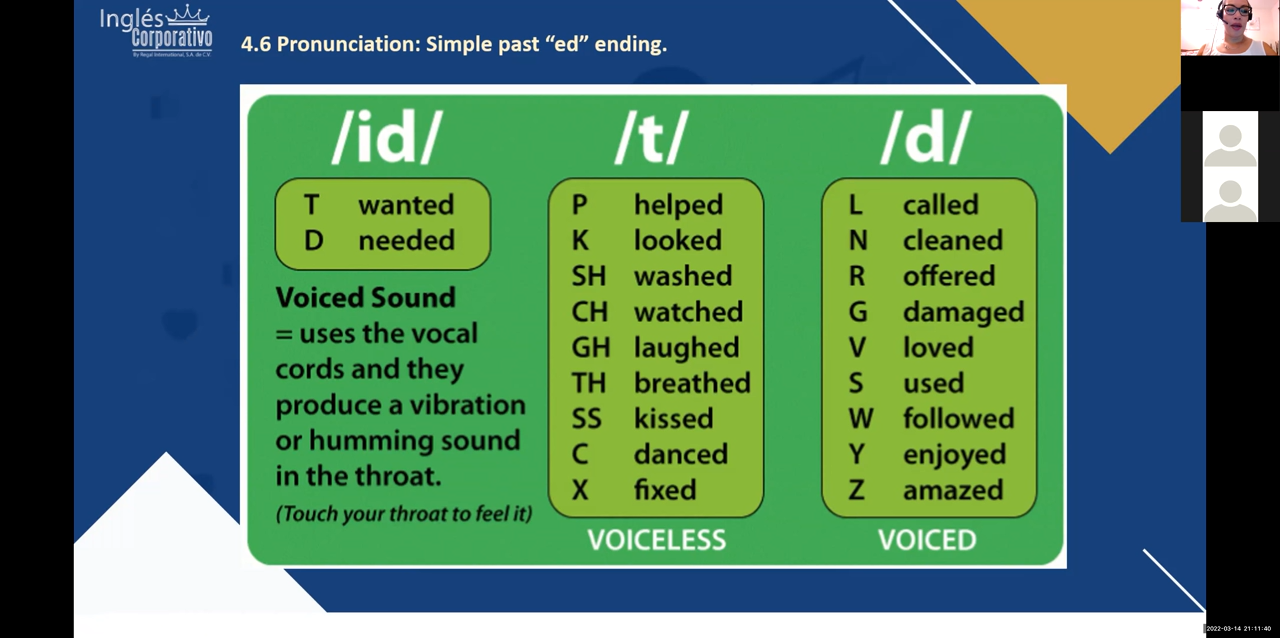 Inglés
Corporativo
By Regal International, S.A. de C.V.
4.6 Pronunciation: Simple past “ed” ending.
/id/
T wanted
D needed
Voiced Sound
= uses the vocal
cords and they
produce a vibration
or humming sound
in the throat.
(Touch your throat to feel it)
/t/
P helped
K looked
SH washed
CH watched
GH laughed
TH breathed
SS kissed
C danced
X fixed
VOICELESS
/d/
L called
N cleaned
R offered
G damaged
V loved
S used
W followed
Y enjoyed
Z amazed
VOICED
2022-03-14 21:11:40